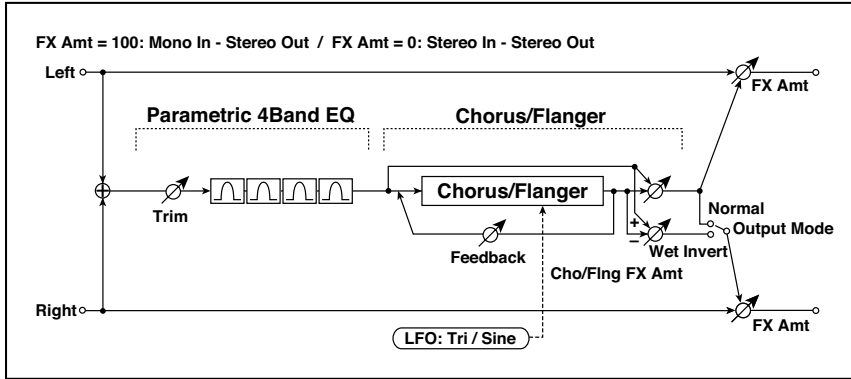 FX Amt = 100: Mono In - Stereo Out / FX Amt = 0: Stereo In - Stereo Out
Left
FX Amt
Parametric 4Band EQ
Chorus/Flanger
Chorus/Flanger
Trim
Normal
+
Output Mode
−
Wet Invert
Feedback
Cho/Flng FX Amt
Right
FX Amt
LFO: Tri / Sine